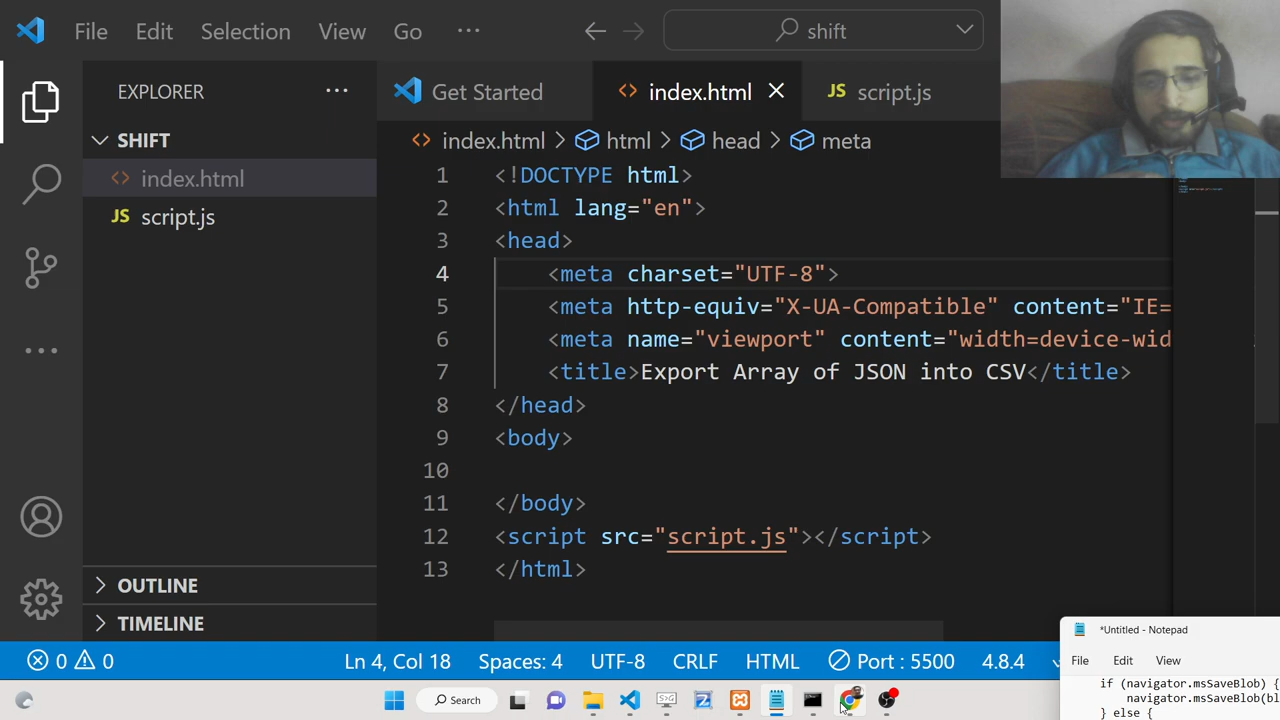 File Edit Selection View Go ··· shift
EXPLORER ···
Get Started index.html script.js
SHIFT
index.html > html > head > meta
index.html
script.js
1 <!DOCTYPE html>
2 <html lang="en">
3 <head>
4 <meta charset="UTF-8">
5 <meta http-equiv="X-UA-Compatible" content="IE=
6 <meta name="viewport" content="width=device-wid
7 <title>Export Array of JSON into CSV</title>
8 </head>
9 <body>
10
11 </body>
12 <script src="script.js"></script>
13 </html>
OUTLINE
TIMELINE
*Untitled - Notepad
File Edit View
if (navigator.msSaveBlob) {
navigator.msSaveBlob(bl
} else {
0 0 Ln 4, Col 18 Spaces: 4 UTF-8 CRLF HTML Port : 5500 4.8.4
Search